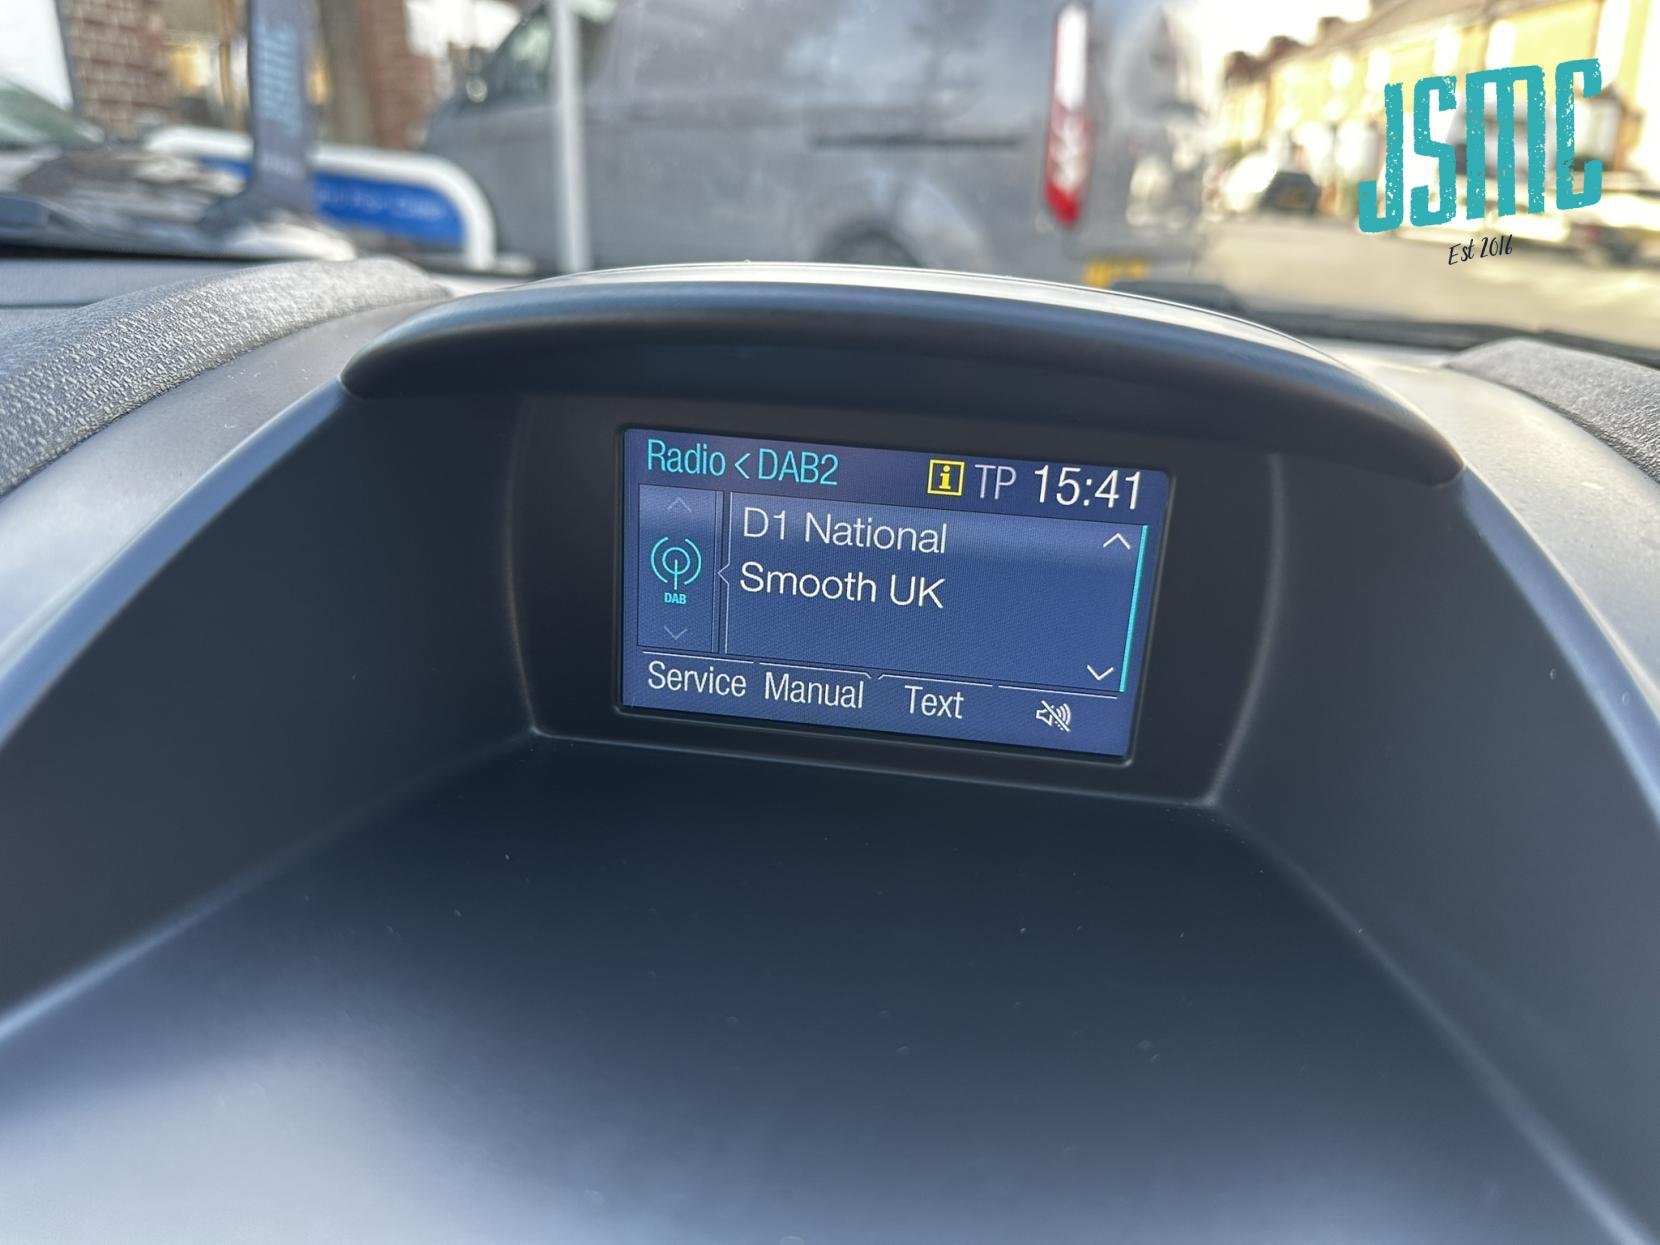 JSMC
Est 2016
Radio < DAB2 i TP 15:41
D1 National
Smooth UK
DAB
Service Manual Text